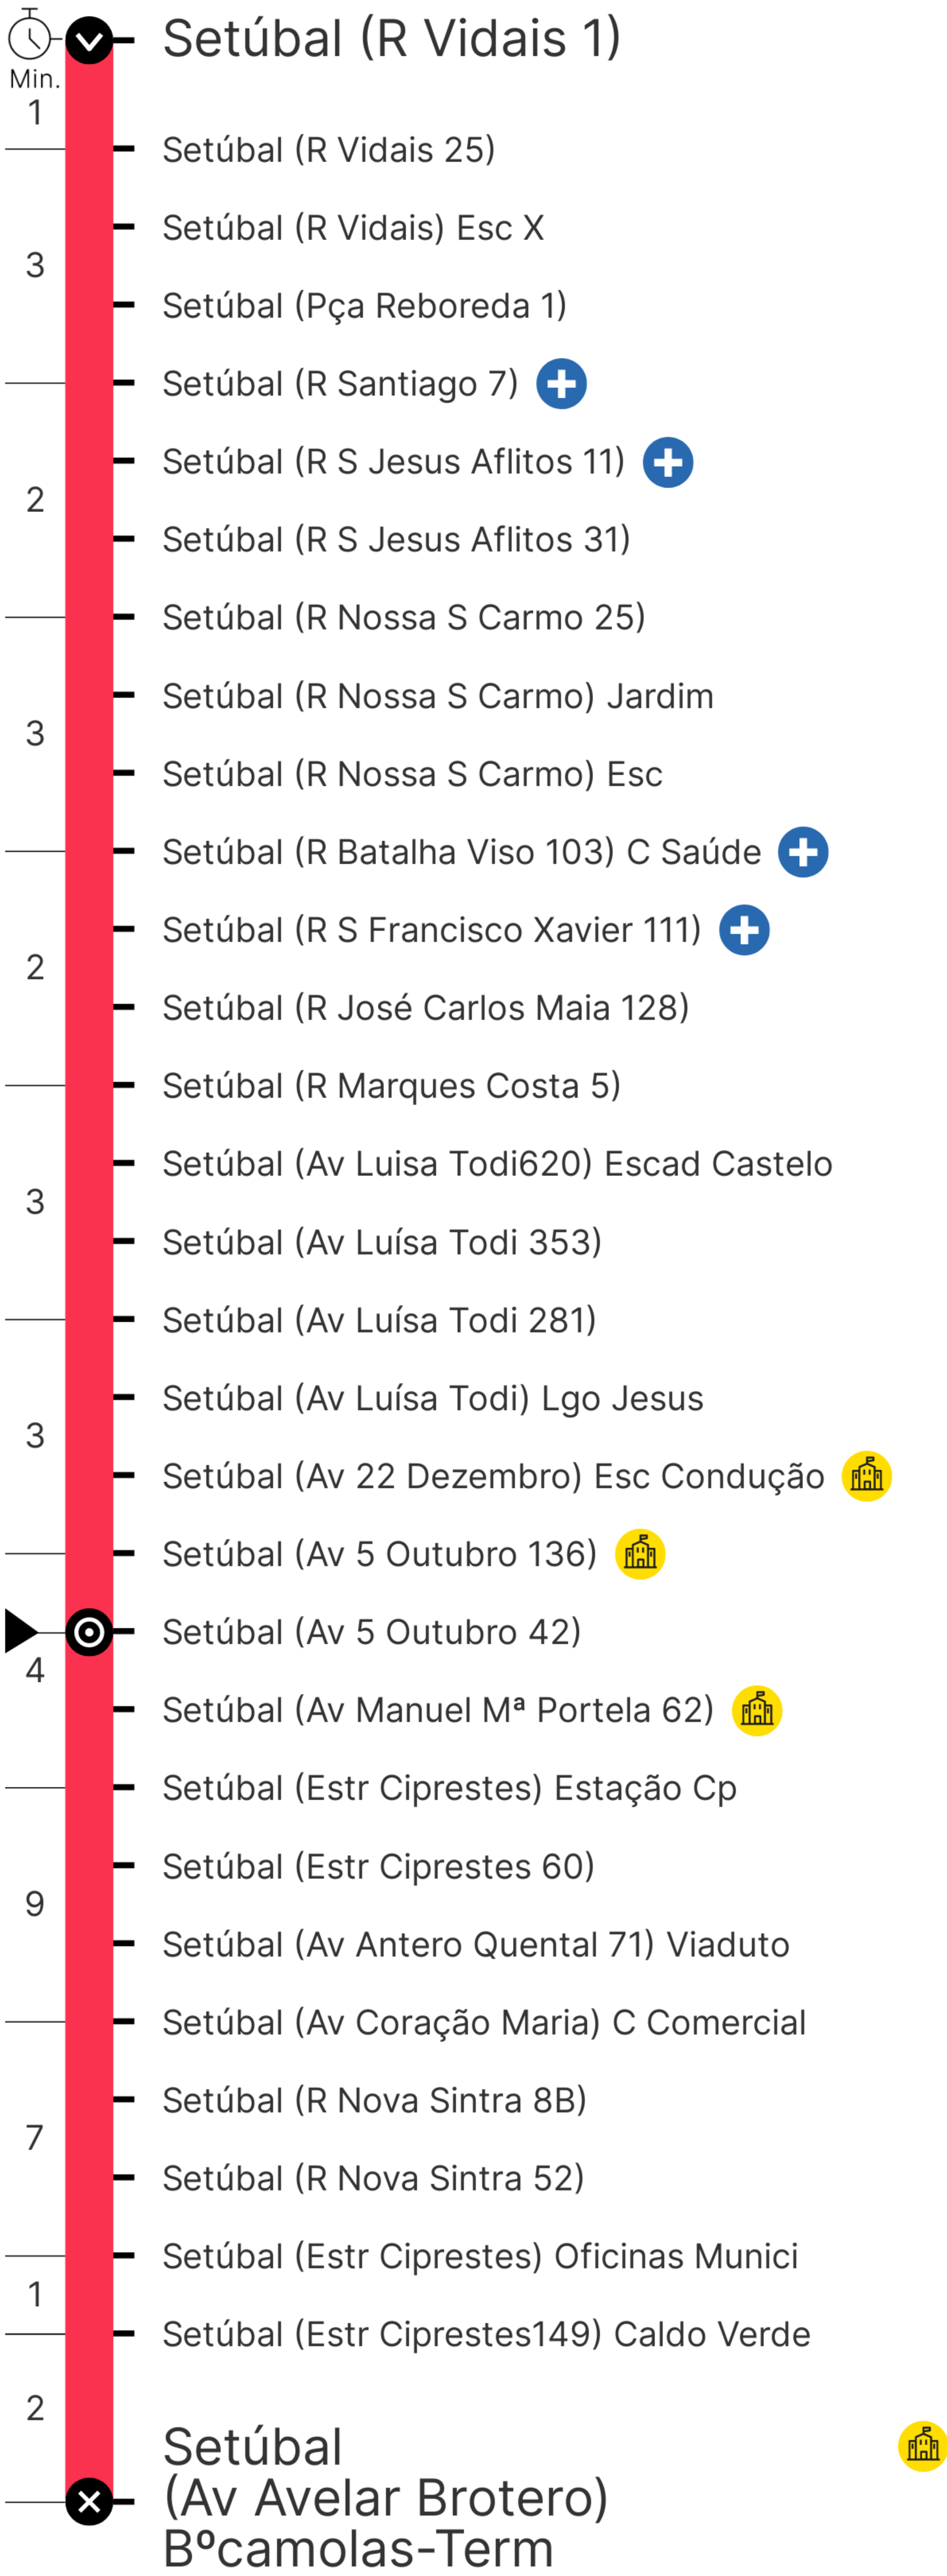 Setúbal (R Vidais 1)
Min.
1
Setúbal (R Vidais 25)
Setúbal (R Vidais) Esc X
3
Setúbal (Pça Reboreda 1)
Setúbal (R Santiago 7)
Setúbal (R S Jesus Aflitos 11)
2
Setúbal (R S Jesus Aflitos 31)
Setúbal (R Nossa S Carmo 25)
Setúbal (R Nossa S Carmo) Jardim
3
Setúbal (R Nossa S Carmo) Esc
Setúbal (R Batalha Viso 103) C Saúde
Setúbal (R S Francisco Xavier 111)
2
Setúbal (R José Carlos Maia 128)
Setúbal (R Marques Costa 5)
Setúbal (Av Luisa Todi620) Escad Castelo
3
Setúbal (Av Luísa Todi 353)
Setúbal (Av Luísa Todi 281)
Setúbal (Av Luísa Todi) Lgo Jesus
3
Setúbal (Av 22 Dezembro) Esc Condução
Setúbal (Av 5 Outubro 136)
Setúbal (Av 5 Outubro 42)
4
Setúbal (Av Manuel Mª Portela 62)
Setúbal (Estr Ciprestes) Estação Cp
Setúbal (Estr Ciprestes 60)
9
Setúbal (Av Antero Quental 71) Viaduto
Setúbal (Av Coração Maria) C Comercial
Setúbal (R Nova Sintra 8B)
7
Setúbal (R Nova Sintra 52)
Setúbal (Estr Ciprestes) Oficinas Munici
1
Setúbal (Estr Ciprestes149) Caldo Verde
2
Setúbal
(Av Avelar Brotero)
Bºcamolas-Term